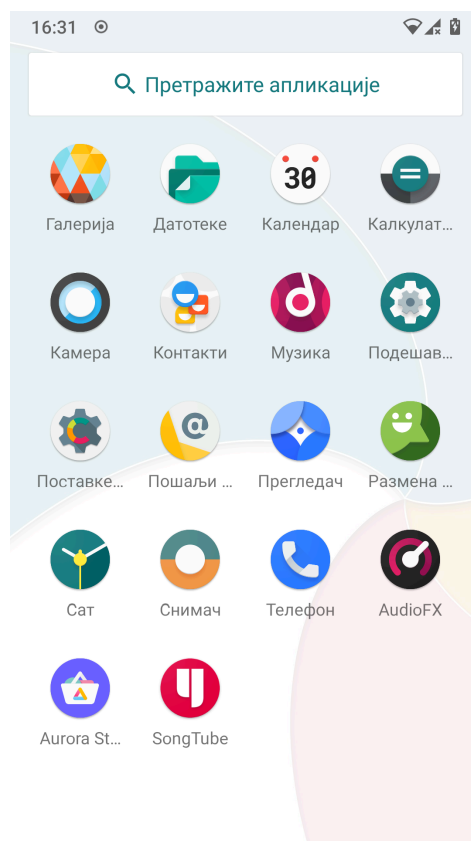 16:31
Претражите апликације
30
Галерија Датотеке Календар Калкулат...
Камера Контакти Музика Подешав...
Поставке... Пошаљи ... Прегледач Размена ...
Сат Снимач Телефон AudioFX
Aurora St... SongTube